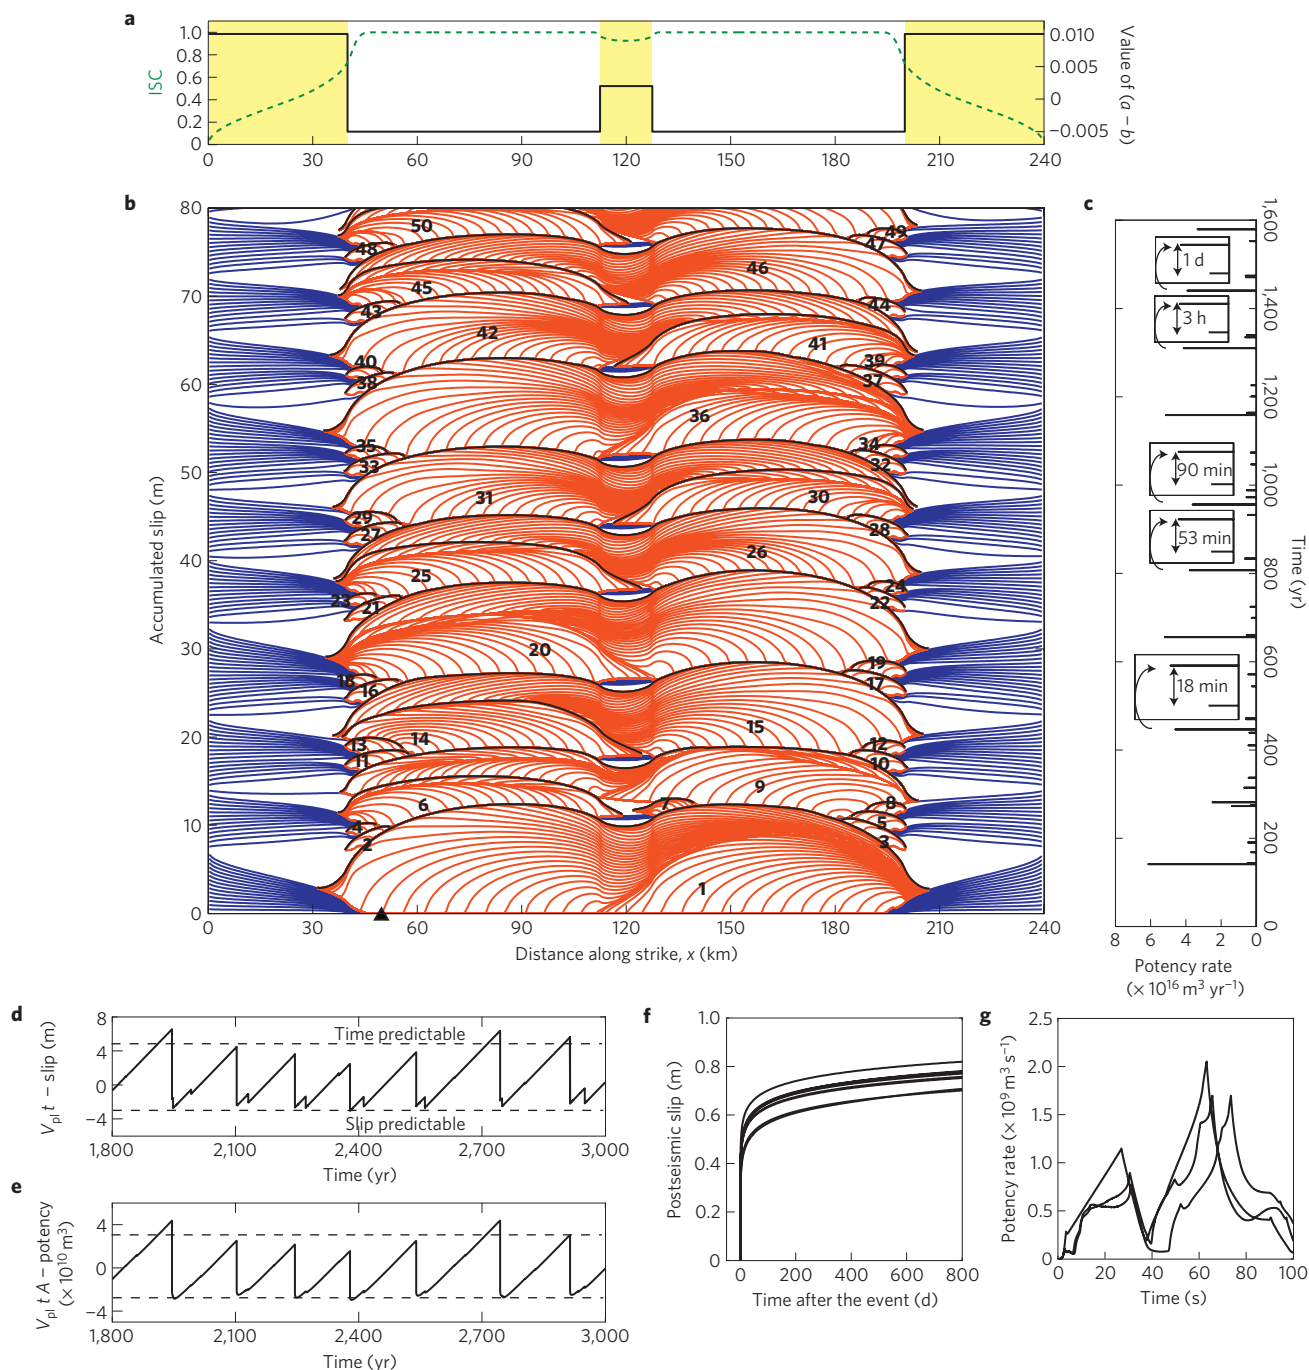 a
1.0
0.8
0.6
0.4
0.2
0
ISC
0.010
0.005
0
−0.005
Value of (a − b)
0 30 60 90 120 150 180 210 240
b
80
70
60
50
40
30
20
10
0
Accumulated slip (m)
50 49
48 47
46
45
43 44
42 41
40 39
38 37
36
35 34
33 32
31 30
29 28
27
26
25 24
23 22
21
20 19
18 17
16
15
14
13 12
11 10
9
8
7
6
5
4
3
2
1
0 30 60 90 120 150 180 210 240
Distance along strike, x (km)
c
1 d
3 h
90 min
53 min
18 min
1,600
1,400
1,200
1,000
800
600
400
200
0
Time (yr)
8 6 4 2 0
Potency rate
(× 10¹⁶ m³ yr⁻¹)
d
8
4
0
−4
V_pl t − slip (m)
Time predictable
Slip predictable
1,800 2,100 2,400 2,700 3,000
Time (yr)
e
4
0
−4
V_pl t A − potency
(× 10¹⁰ m³)
1,800 2,100 2,400 2,700 3,000
Time (yr)
f
1.0
0.8
0.6
0.4
0.2
0
Postseismic slip (m)
0 200 400 600 800
Time after the event (d)
g
2.5
2.0
1.5
1.0
0.5
0
Potency rate (× 10⁹ m³ s⁻¹)
0 20 40 60 80 100
Time (s)